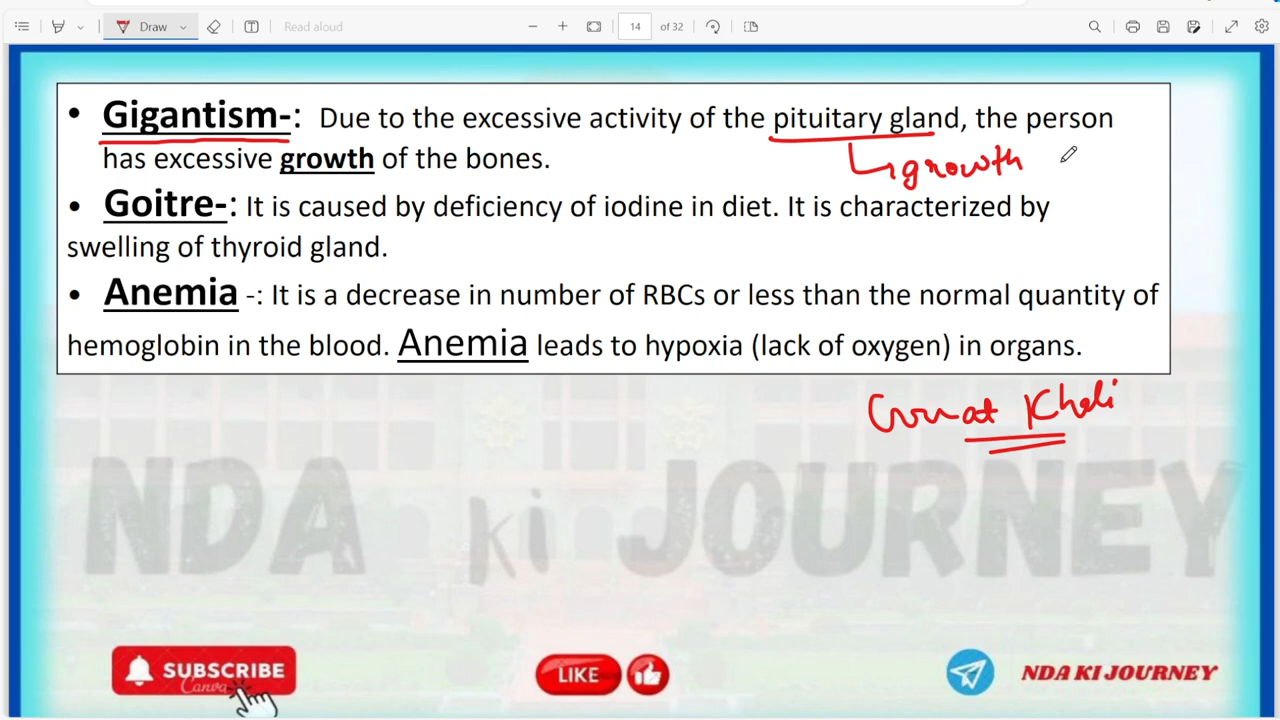 Draw
Read aloud
14 of 32
• Gigantism-: Due to the excessive activity of the pituitary gland, the person
has excessive growth of the bones.
growth
• Goitre-: It is caused by deficiency of iodine in diet. It is characterized by
swelling of thyroid gland.
• Anemia -: It is a decrease in number of RBCs or less than the normal quantity of
hemoglobin in the blood. Anemia leads to hypoxia (lack of oxygen) in organs.
Great Khali
NDA ki JOURNEY
SUBSCRIBE
Canva
LIKE
NDA KI JOURNEY